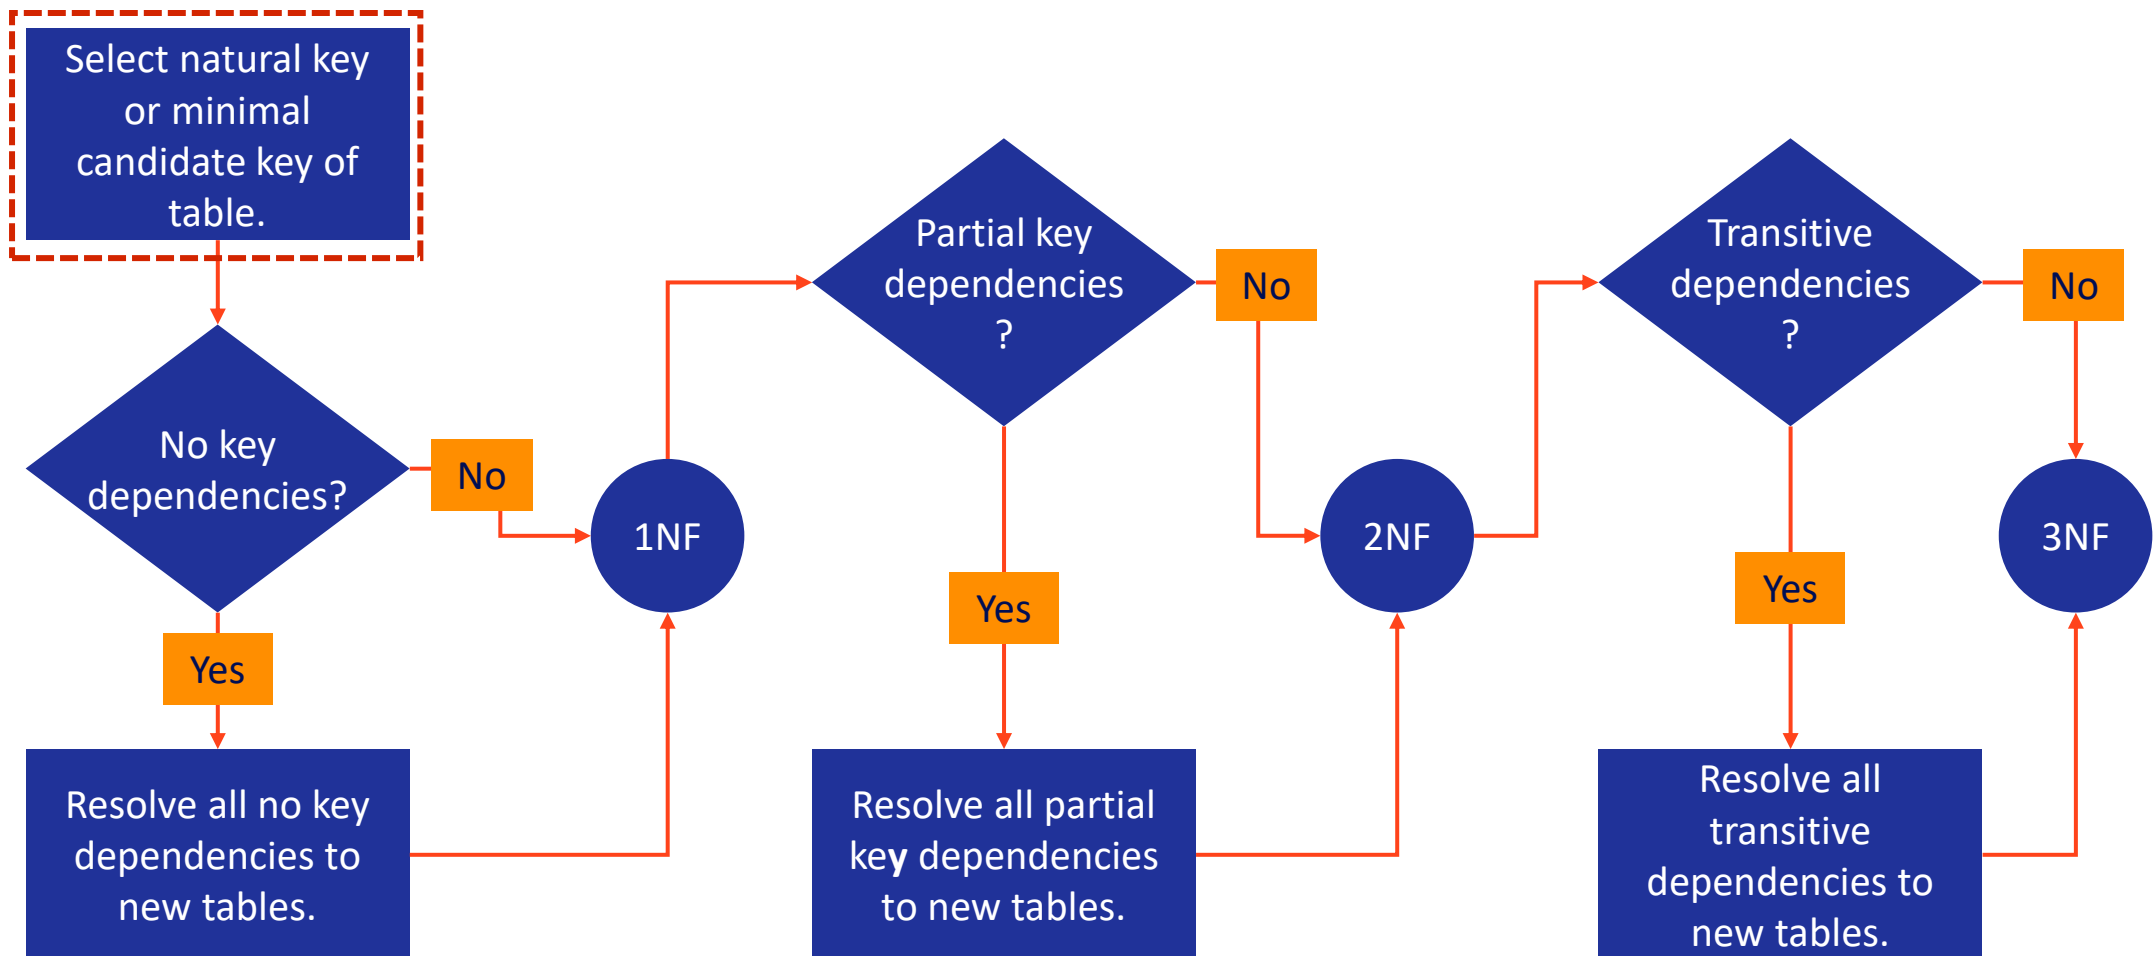 Select natural key
or minimal
candidate key of
table.
No key
dependencies?
No
Yes
Resolve all no key
dependencies to
new tables.
1NF
Partial key
dependencies
?
No
Yes
Resolve all partial
key dependencies
to new tables.
2NF
Transitive
dependencies
?
No
Yes
Resolve all
transitive
dependencies to
new tables.
3NF